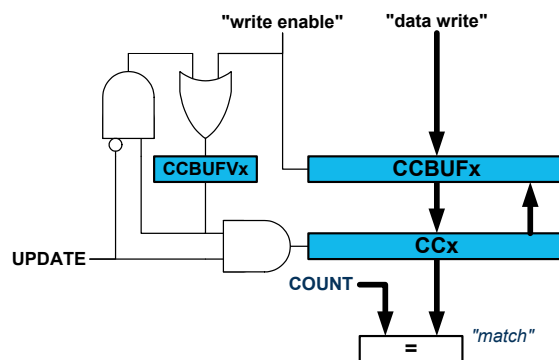 "write enable"
"data write"
CCBUFVx
CCBUFx
UPDATE
CCx
COUNT
=
"match"